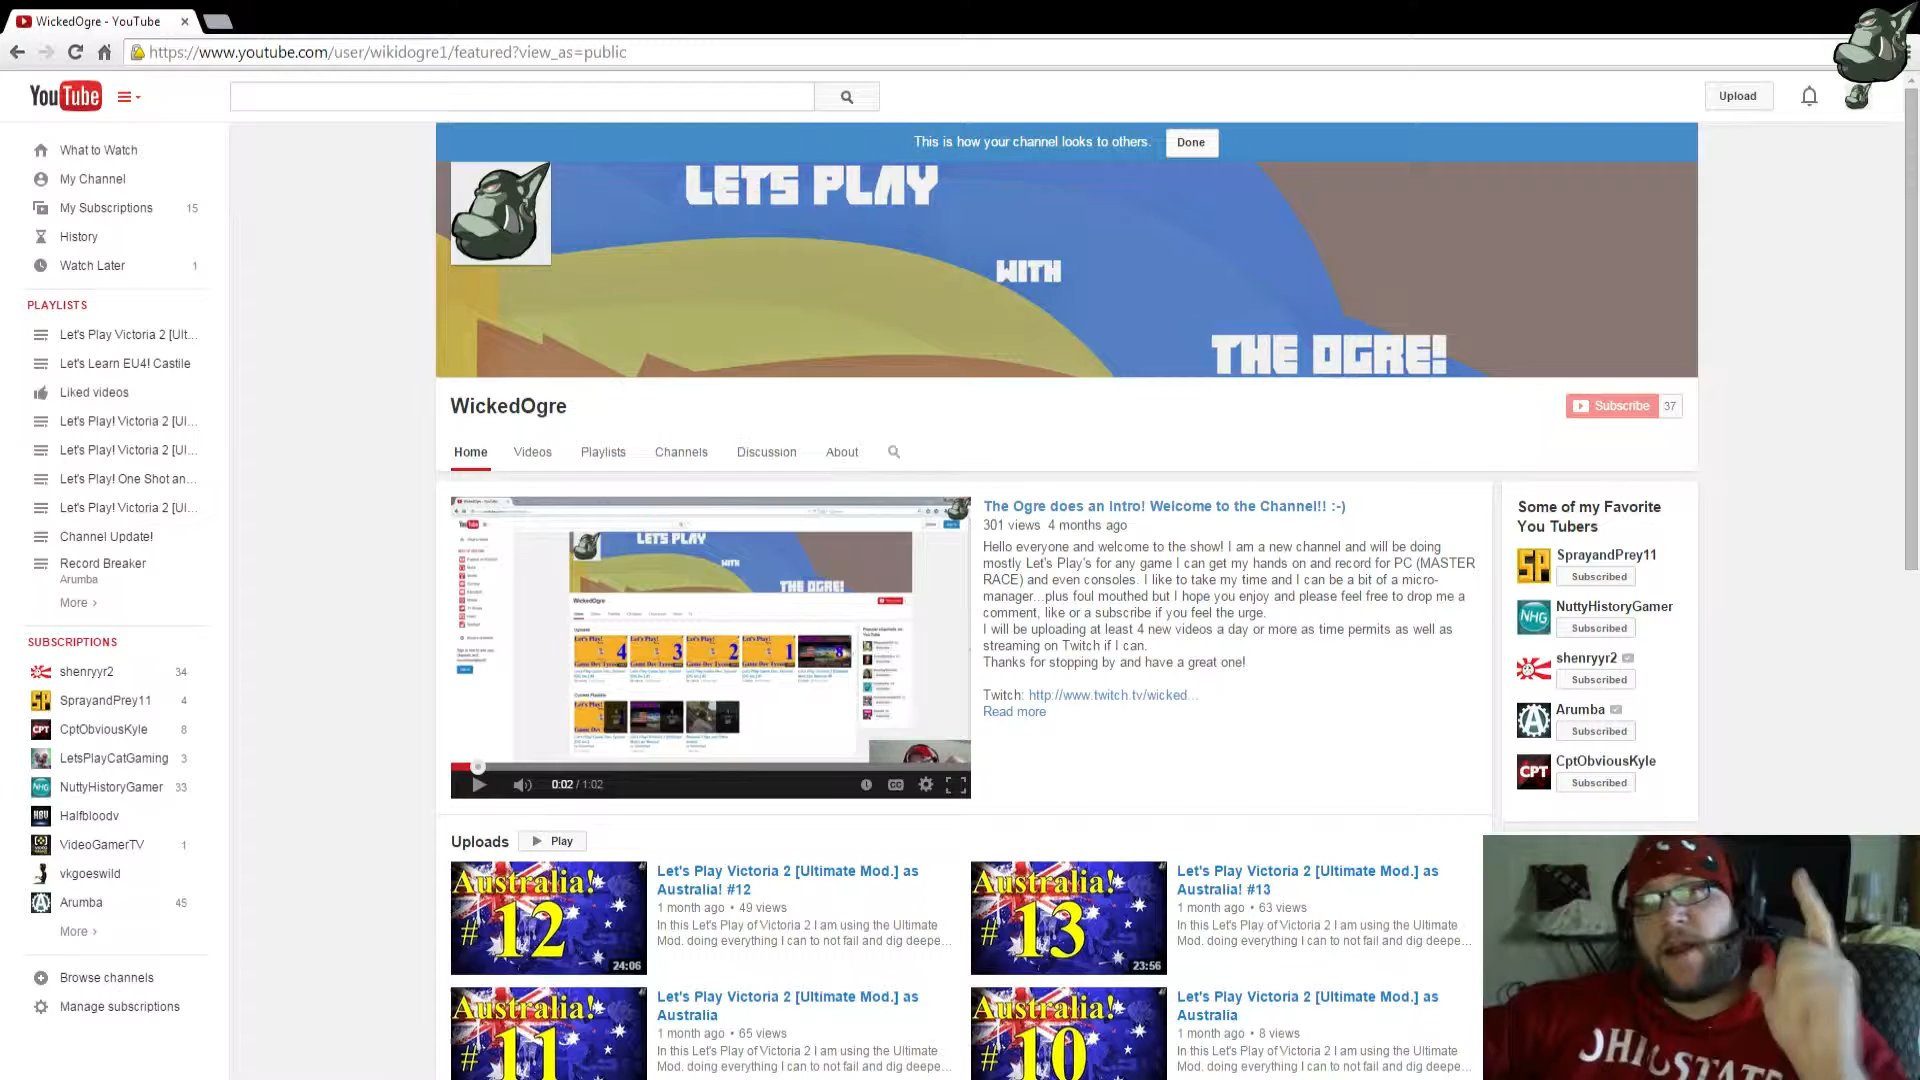 WickedOgre - YouTube
https://www.youtube.com/user/wikidogre1/featured?view_as=public
YouTube
Upload
What to Watch
My Channel
My Subscriptions 15
History
Watch Later 1
PLAYLISTS
Let's Play Victoria 2 [Ult...
Let's Learn EU4! Castile
Liked videos
Let's Play! Victoria 2 [Ul...
Let's Play! Victoria 2 [Ul...
Let's Play! One Shot an...
Let's Play! Victoria 2 [Ul...
Channel Update!
Record Breaker
Arumba
More ›
SUBSCRIPTIONS
shenryyr2 34
SprayandPrey11 4
CptObviousKyle 8
LetsPlayCatGaming 3
NuttyHistoryGamer 33
Halfbloodv
VideoGamerTV 1
vkgoeswild
Arumba 45
More ›
Browse channels
Manage subscriptions
This is how your channel looks to others. Done
LETS PLAY
WITH
THE OGRE!
WickedOgre
Subscribe 37
Home Videos Playlists Channels Discussion About
LETS PLAY
WITH
THE OGRE!
WickedOgre
0:02 / 1:02
The Ogre does an Intro! Welcome to the Channel!! :-)
301 views 4 months ago
Hello everyone and welcome to the show! I am a new channel and will be doing
mostly Let's Play's for any game I can get my hands on and record for PC (MASTER
RACE) and even consoles. I like to take my time and I can be a bit of a micro-
manager...plus foul mouthed but I hope you enjoy and please feel free to drop me a
comment, like or a subscribe if you feel the urge.
I will be uploading at least 4 new videos a day or more as time permits as well as
streaming on Twitch if I can.
Thanks for stopping by and have a great one!
Twitch: http://www.twitch.tv/wicked...
Read more
Some of my Favorite
You Tubers
SprayandPrey11
Subscribed
NHG
NuttyHistoryGamer
Subscribed
shenryyr2
Subscribed
Arumba
Subscribed
CPT
CptObviousKyle
Subscribed
Uploads Play
Australia!
# 12
24:06
Let's Play Victoria 2 [Ultimate Mod.] as
Australia! #12
1 month ago • 49 views
In this Let's Play of Victoria 2 I am using the Ultimate
Mod. doing everything I can to not fail and dig deepe...
Australia!
# 13
23:56
Let's Play Victoria 2 [Ultimate Mod.] as
Australia! #13
1 month ago • 63 views
In this Let's Play of Victoria 2 I am using the Ultimate
Mod. doing everything I can to not fail and dig deepe...
Australia!
# 11
Let's Play Victoria 2 [Ultimate Mod.] as
Australia
1 month ago • 65 views
In this Let's Play of Victoria 2 I am using the Ultimate
Mod. doing everything I can to not fail and dig deepe...
Australia!
# 10
Let's Play Victoria 2 [Ultimate Mod.] as
Australia
1 month ago • 8 views
In this Let's Play of Victoria 2 I am using the Ultimate
Mod. doing everything I can to not fail and dig deepe...
OHIO STATE